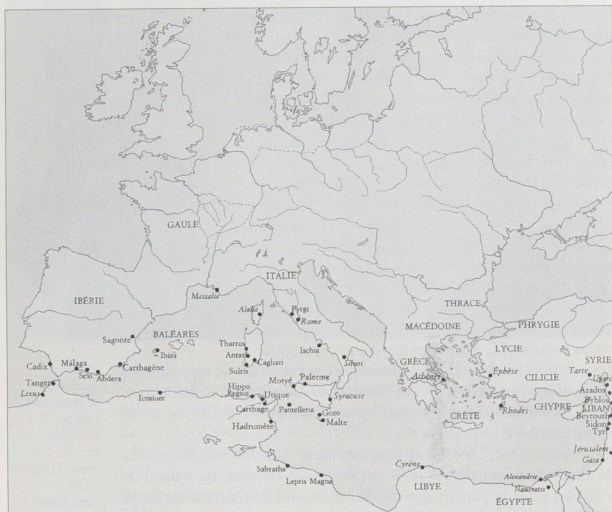 GAULE
Massalia
ITALIE
IBÉRIE
Alalia
Pyrgi
Rome
THRACE
MACÉDOINE
PHRYGIE
BALÉARES
Sagonte
Ibiza
Tharros
Antas
Sulcis
Cagliari
Ischia
Sibari
GRÈCE
Athènes
LYCIE
Éphèse
SYRIE
Cadix
Málaga
Sexi
Abdera
Carthagène
Tarse
CILICIE
Tanger
Lixus
Icosium
Hippo
Regius
Utique
Carthage
Motyé
Palerme
Syracuse
Pantelleria
Gozo
Malte
Hadrumète
CRÈTE
Rhodes
CHYPRE
Arados
Byblos
LIBAN
Beyrouth
Sidon
Tyr
Jérusalem
Gaza
Sabratha
Leptis Magna
Cyrène
LIBYE
Alexandrie
Naucratis
ÉGYPTE